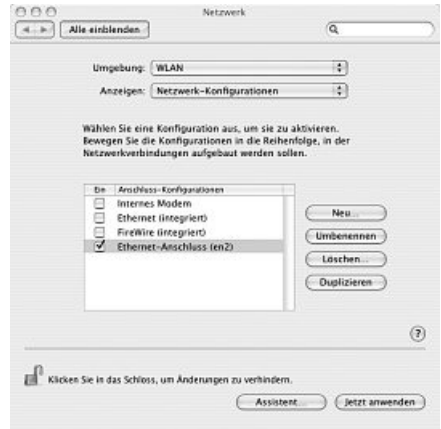 Netzwerk
Alle einblenden
Umgebung: WLAN
Anzeigen: Netzwerk-Konfigurationen
Wählen Sie eine Konfiguration aus, um sie zu aktivieren.
Bewegen Sie die Konfigurationen in die Reihenfolge, in der
Netzwerkverbindungen aufgebaut werden sollen.
Ein Anschluss-Konfigurationen
Internes Modem
Ethernet (integriert)
FireWire (integriert)
Ethernet-Anschluss (en2)
Neu...
Umbenennen
Löschen...
Duplizieren
?
Klicken Sie in das Schloss, um Änderungen zu verhindern.
Assistent... Jetzt anwenden